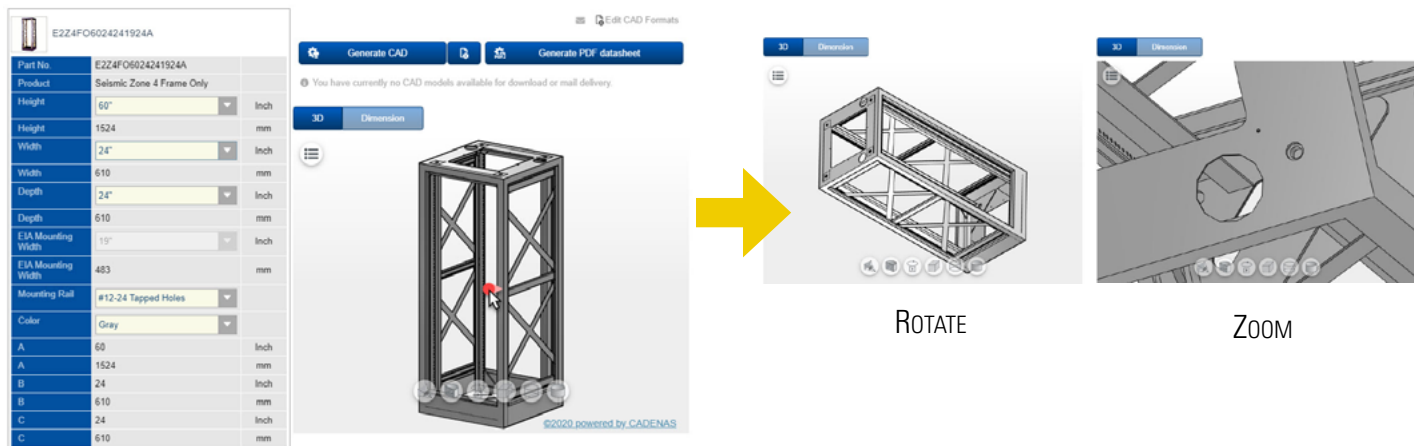 E2Z4FO6024241924A
Edit CAD Formats
Generate CAD
Generate PDF datasheet
You have currently no CAD models available for download or mail delivery.
3D Dimension
Part No. E2Z4FO6024241924A
Product Seismic Zone 4 Frame Only
Height 60" Inch
Height 1524 mm
Width 24" Inch
Width 610 mm
Depth 24" Inch
Depth 610 mm
EIA Mounting
Width 19" Inch
EIA Mounting
Width 483 mm
Mounting Rail #12-24 Tapped Holes
Color Gray
A 60 Inch
A 1524 mm
B 24 Inch
B 610 mm
C 24 Inch
C 610 mm
©2020 powered by CADENAS
3D Dimension
ROTATE
3D Dimension
ZOOM